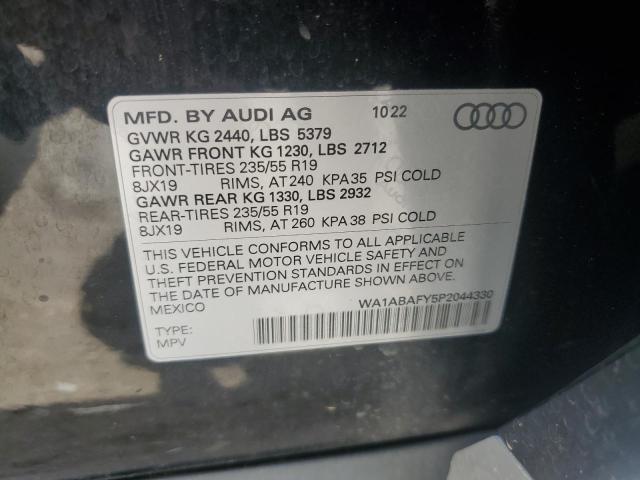 MFD. BY AUDI AG 10 22
GVWR KG 2440, LBS 5379
GAWR FRONT KG 1230, LBS 2712
FRONT-TIRES 235/55 R19
8JX19 RIMS, AT 240 KPA 35 PSI COLD
GAWR REAR KG 1330, LBS 2932
REAR-TIRES 235/55 R19
8JX19 RIMS, AT 260 KPA 38 PSI COLD
THIS VEHICLE CONFORMS TO ALL APPLICABLE
U.S. FEDERAL MOTOR VEHICLE SAFETY AND
THEFT PREVENTION STANDARDS IN EFFECT ON
THE DATE OF MANUFACTURE SHOWN ABOVE.
MEXICO
WA1ABAFY5P2044330
TYPE:
MPV